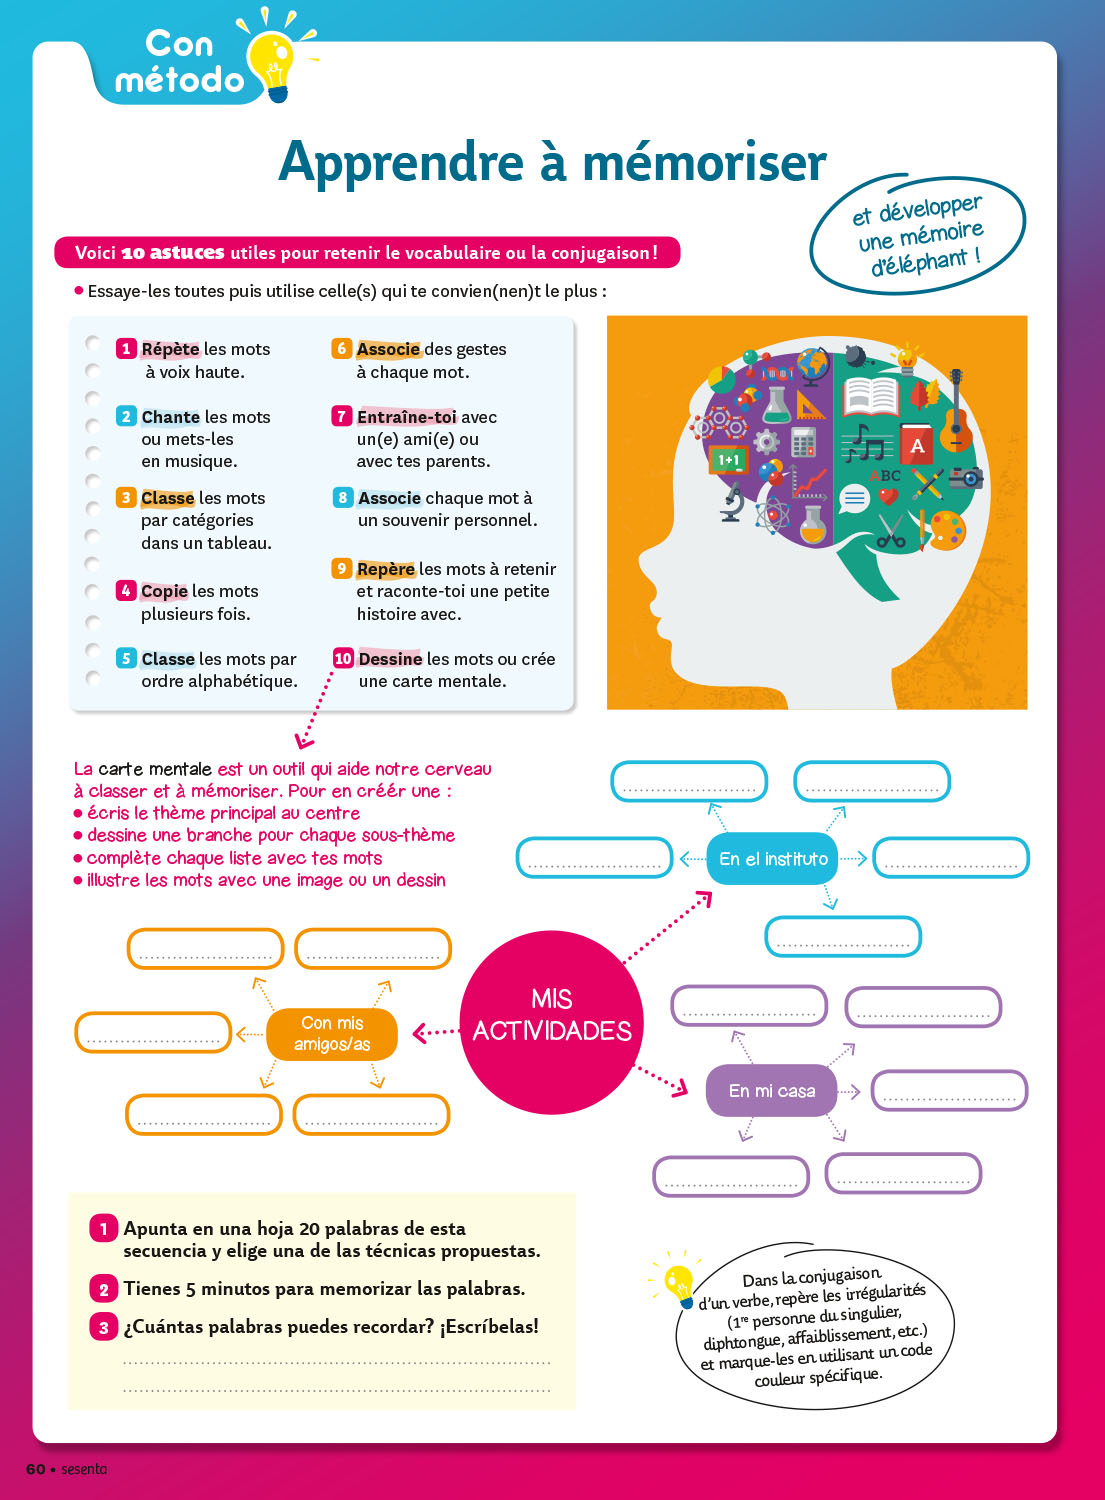 Con
método
Apprendre à mémoriser
et développer
une mémoire
d'éléphant !
Voici 10 astuces utiles pour retenir le vocabulaire ou la conjugaison !
• Essaye-les toutes puis utilise celle(s) qui te convien(nen)t le plus :
1 Répète les mots
à voix haute.
2 Chante les mots
ou mets-les
en musique.
3 Classe les mots
par catégories
dans un tableau.
4 Copie les mots
plusieurs fois.
5 Classe les mots par
ordre alphabétique.
6 Associe des gestes
à chaque mot.
7 Entraîne-toi avec
un(e) ami(e) ou
avec tes parents.
8 Associe chaque mot à
un souvenir personnel.
9 Repère les mots à retenir
et raconte-toi une petite
histoire avec.
10 Dessine les mots ou crée
une carte mentale.
1+1
A
ABC
La carte mentale est un outil qui aide notre cerveau
à classer et à mémoriser. Pour en créér une :
• écris le thème principal au centre
• dessine une branche pour chaque sous-thème
• complète chaque liste avec tes mots
• illustre les mots avec une image ou un dessin
En el instituto
MIS
ACTIVIDADES
Con mis
amigos/as
En mi casa
1 Apunta en una hoja 20 palabras de esta
secuencia y elige una de las técnicas propuestas.
2 Tienes 5 minutos para memorizar las palabras.
3 ¿Cuántas palabras puedes recordar? ¡Escríbelas!
Dans la conjugaison
d'un verbe, repère les irrégularités
(1re personne du singulier,
diphtongue, affaiblissement, etc.)
et marque-les en utilisant un code
couleur spécifique.
60 • sesenta